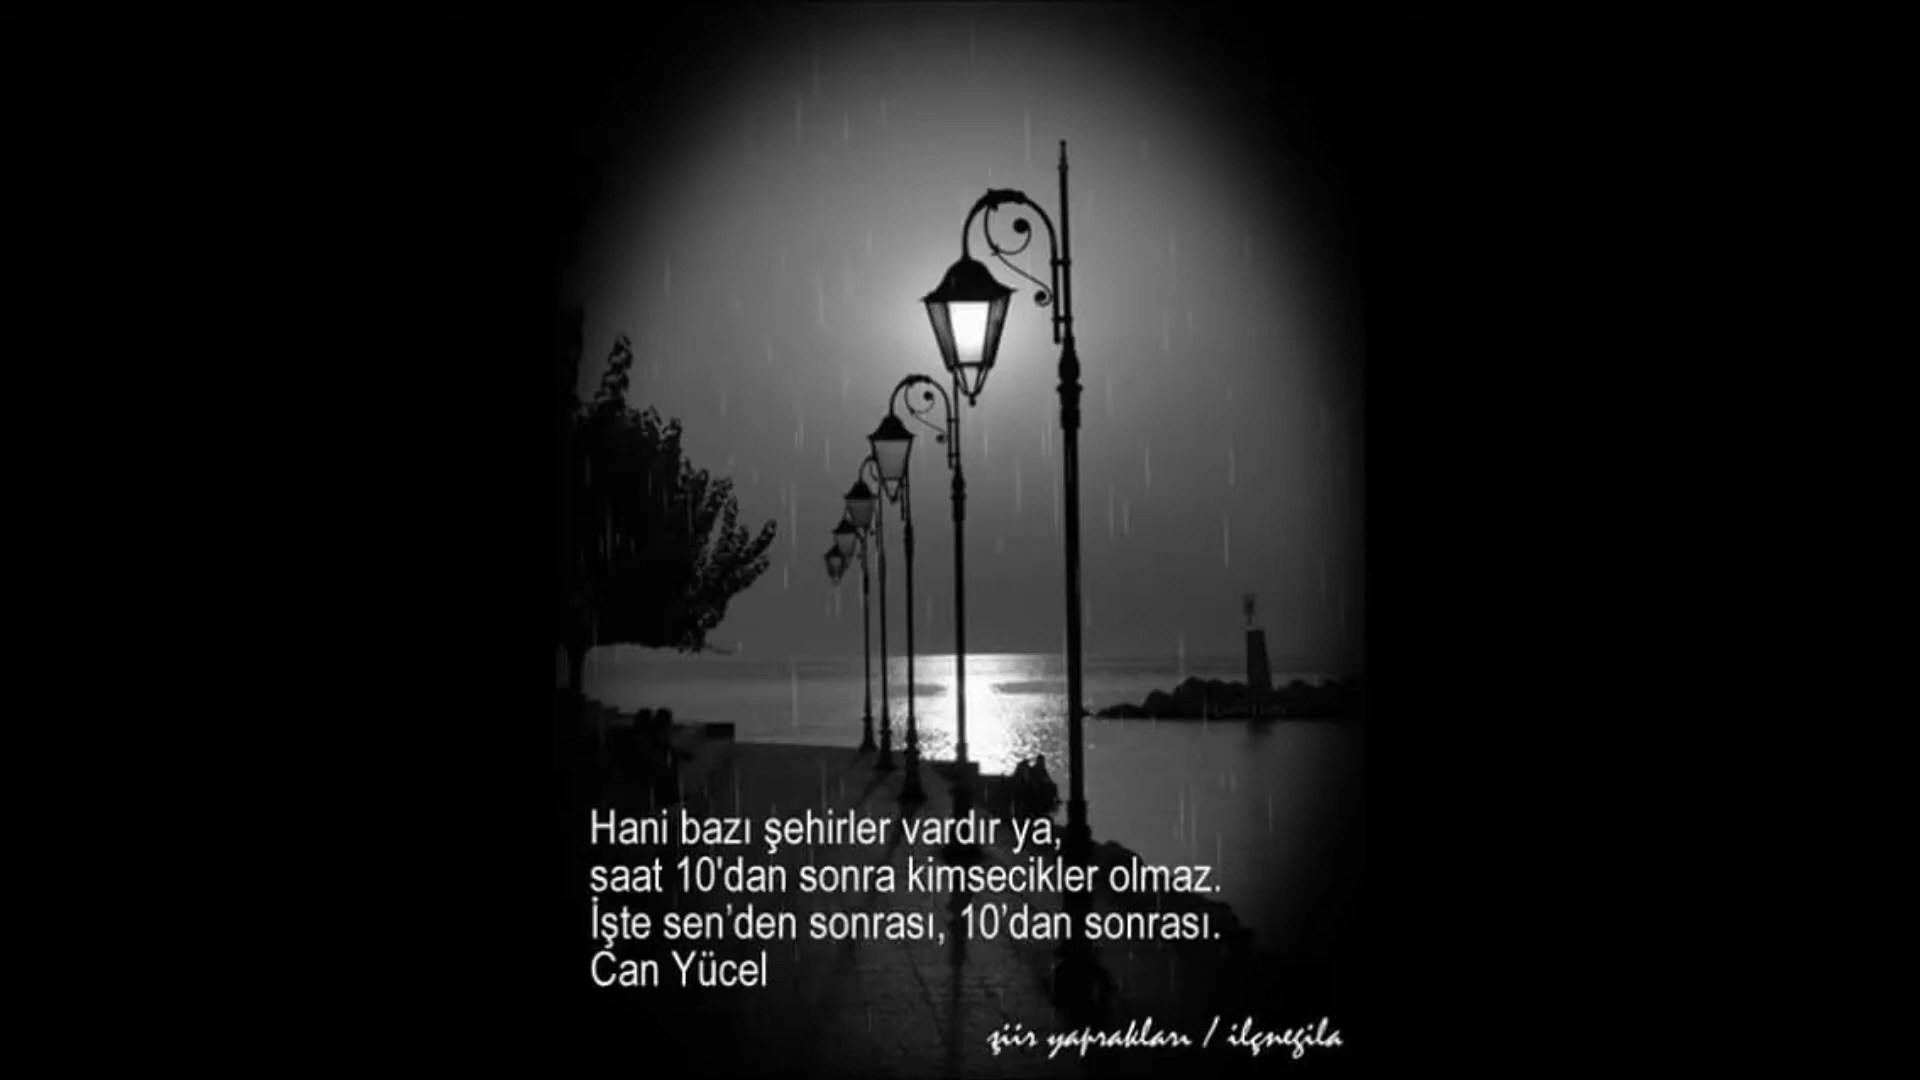 Hani bazı şehirler vardır ya,
saat 10'dan sonra kimsecikler olmaz.
İşte sen’den sonrası, 10’dan sonrası.
Can Yücel
şiir yaprakları / ilçnegila